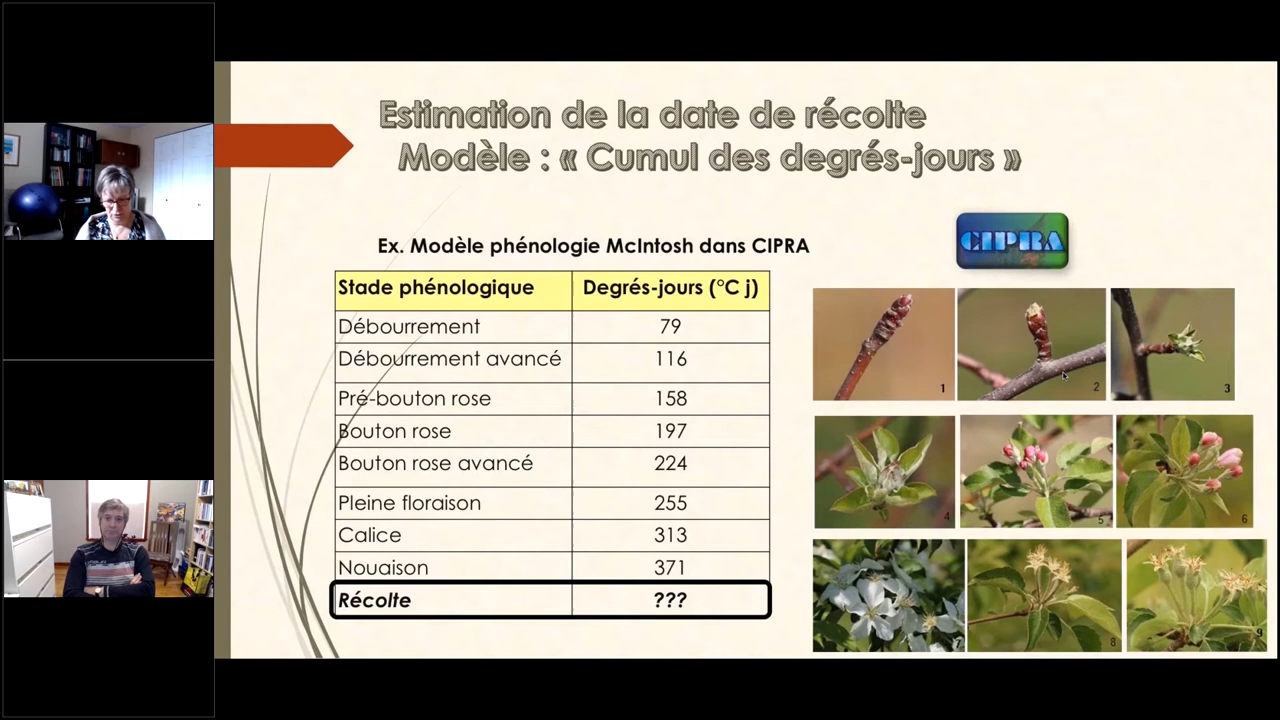 Estimation de la date de récolte
Modèle : « Cumul des degrés-jours »
Ex. Modèle phénologie McIntosh dans CIPRA
CIPRA
Stade phénologique Degrés-jours (°C j)
Débourrement 79
Débourrement avancé 116
Pré-bouton rose 158
Bouton rose 197
Bouton rose avancé 224
Pleine floraison 255
Calice 313
Nouaison 371
Récolte ???
1 2 3
4 5 6
7 8 9